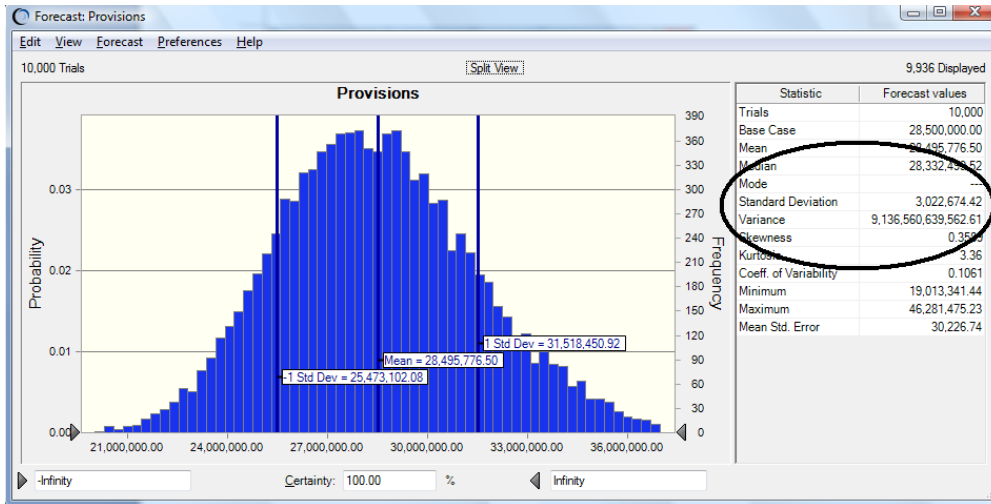 Forecast: Provisions
Edit View Forecast Preferences Help
10,000 Trials Split View 9,936 Displayed
Provisions
Probability
0.03
0.02
0.01
0.00
-1 Std Dev = 25,473,102.08
Mean = 28,495,776.50
1 Std Dev = 31,518,450.92
21,000,000.00 24,000,000.00 27,000,000.00 30,000,000.00 33,000,000.00 36,000,000.00
390
360
330
300
270
240
210
180
150
120
90
60
30
0
Frequency
Statistic Forecast values
Trials 10,000
Base Case 28,500,000.00
Mean 28,495,776.50
Median 28,332,493.52
Mode ---
Standard Deviation 3,022,674.42
Variance 9,136,560,639,562.61
Skewness
Kurtosis 3.36
Coeff. of Variability 0.1061
Minimum 19,013,341.44
Maximum 46,281,475.23
Mean Std. Error 30,226.74
-Infinity Certainty: 100.00 % Infinity